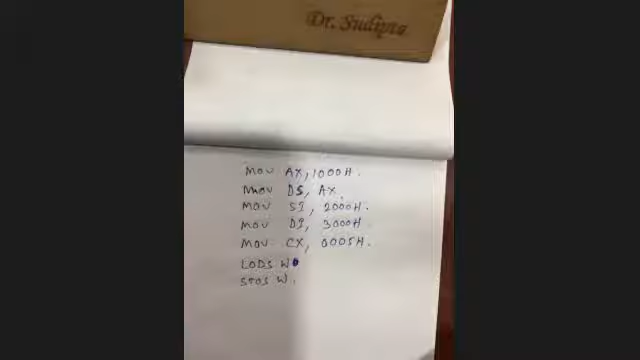 Dr. Sudipta
MOV AX, 1000H.
MOV DS, AX
MOV SI, 2000H.
MOV DI, 3000H.
MOV CX, 0005H.
LODS W
STOS W.